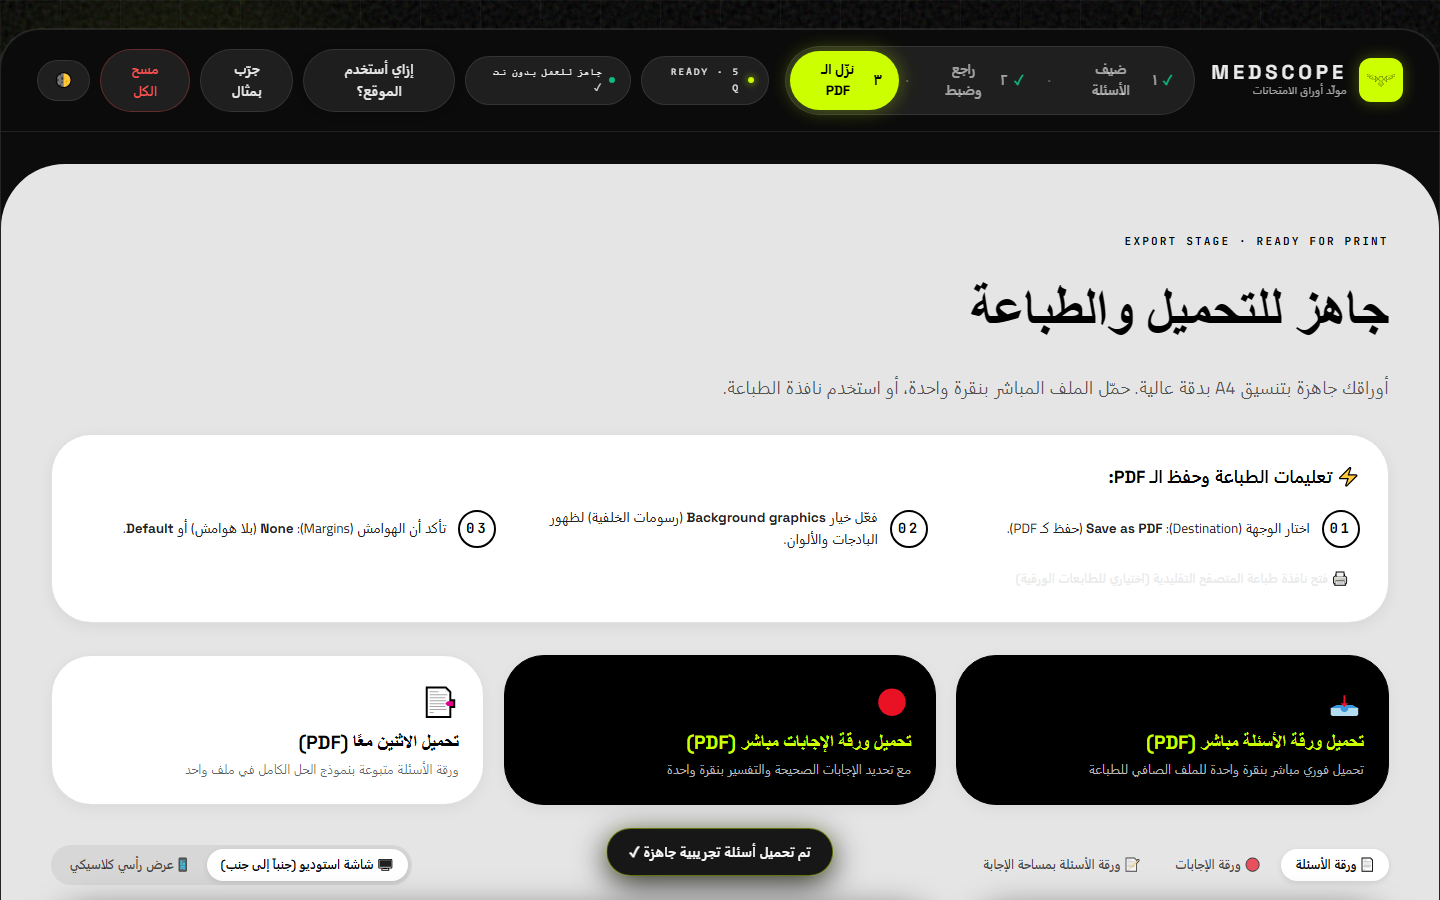 MEDSCOPE
مولّد أوراق الامتحانات
✓ ١ ضيف الأسئلة
✓ ٢ راجع وضبط
٣ نزّل الـ PDF
READY · 5 Q
جاهز للعمل بدون نت ✓
إزاي أستخدم الموقع؟
جرّب بمثال
مسح الكل
EXPORT STAGE · READY FOR PRINT
جاهز للتحميل والطباعة
أوراقك جاهزة بتنسيق A4 بدقة عالية. حمّل الملف المباشر بنقرة واحدة، أو استخدم نافذة الطباعة.
تعليمات الطباعة وحفظ الـ PDF:
01 اختار الوجهة (Destination): Save as PDF (حفظ كـ PDF).
02 فعّل خيار Background graphics (رسومات الخلفية) لظهور
البادجات والألوان.
03 تأكد أن الهوامش (Margins): None (بلا هوامش) أو Default.
فتح نافذة طباعة المتصفح التقليدية (اختياري للطابعات الورقية)
تحميل ورقة الأسئلة مباشر (PDF)
تحميل فوري مباشر بنقرة واحدة للملف الصافي للطباعة
تحميل ورقة الإجابات مباشر (PDF)
مع تحديد الإجابات الصحيحة والتفسير بنقرة واحدة
تحميل الاثنين معًا (PDF)
ورقة الأسئلة متبوعة بنموذج الحل الكامل في ملف واحد
ورقة الأسئلة
ورقة الإجابات
ورقة الأسئلة بمساحة الإجابة
تم تحميل أسئلة تجريبية جاهزة ✓
شاشة استوديو (جنباً إلى جنب)
عرض رأسي كلاسيكي